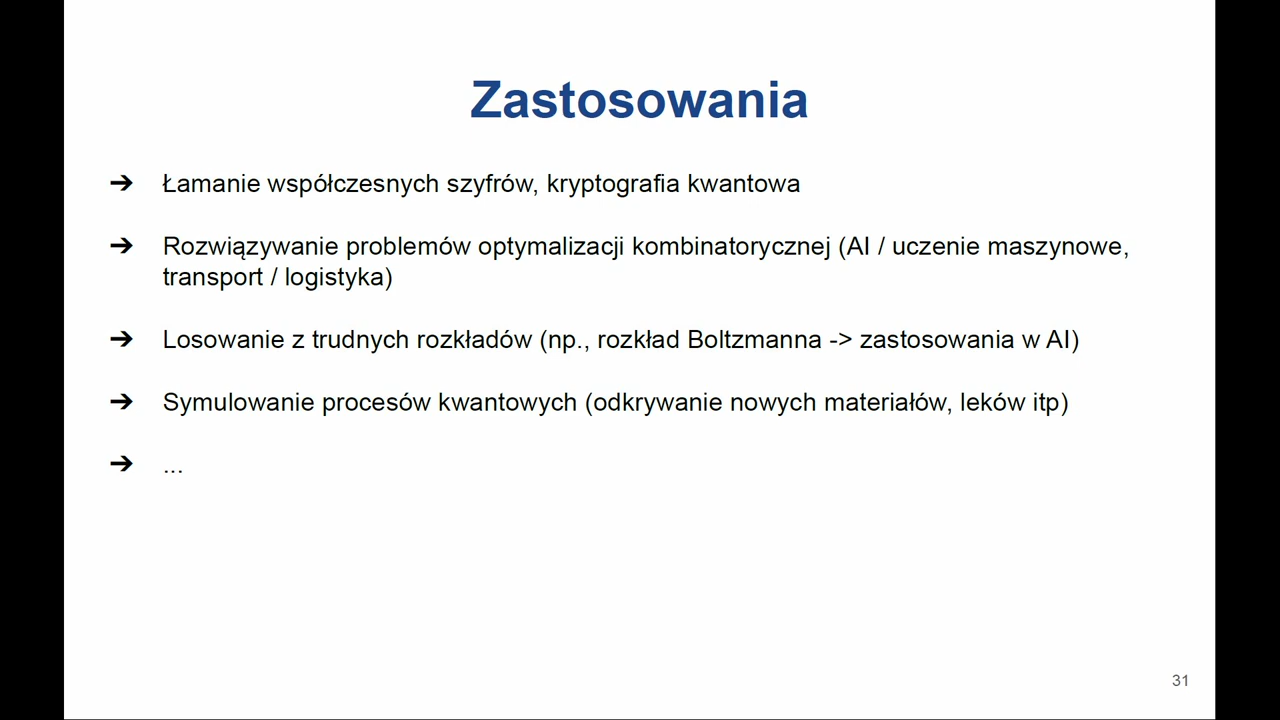 Zastosowania
➔ Łamanie współczesnych szyfrów, kryptografia kwantowa
➔ Rozwiązywanie problemów optymalizacji kombinatorycznej (AI / uczenie maszynowe,
transport / logistyka)
➔ Losowanie z trudnych rozkładów (np., rozkład Boltzmanna -> zastosowania w AI)
➔ Symulowanie procesów kwantowych (odkrywanie nowych materiałów, leków itp)
➔ ...
31